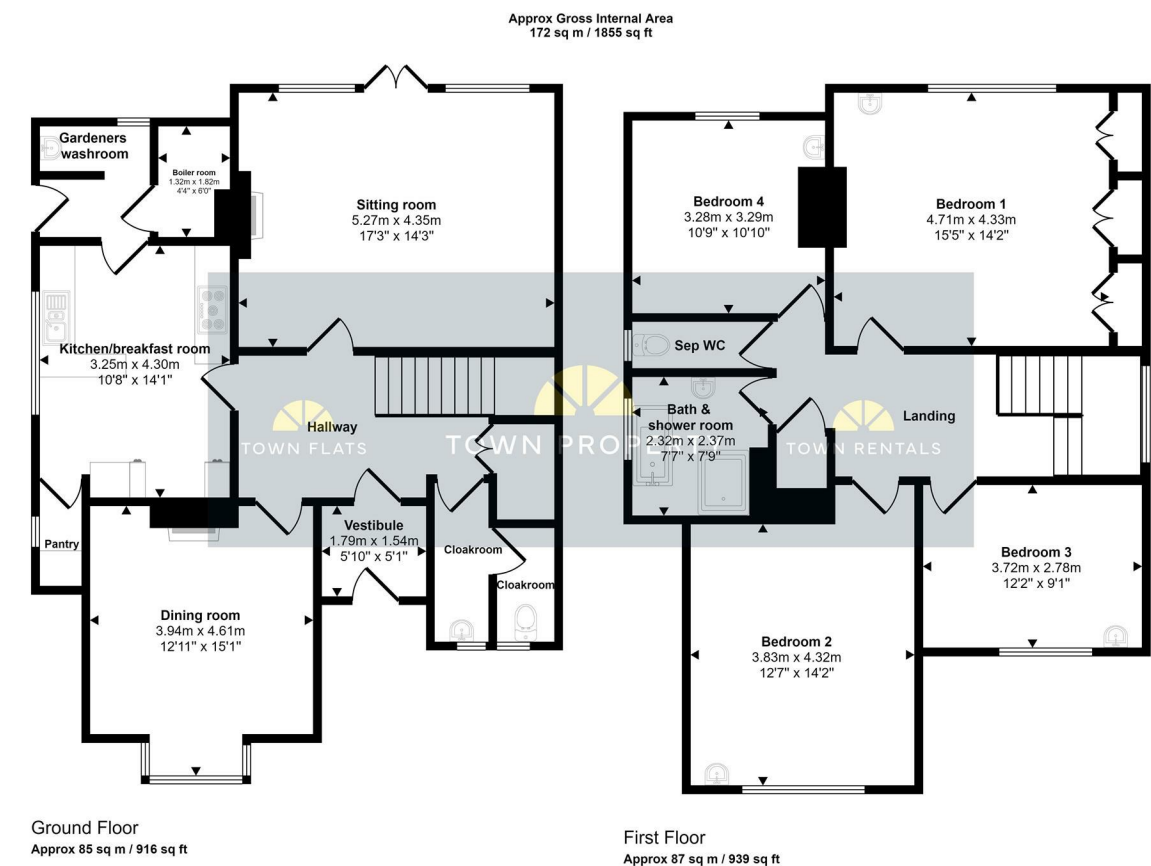 Approx Gross Internal Area
172 sq m / 1855 sq ft
Gardeners
washroom
Boiler room
1.32m x 1.82m
4'4" x 6'0"
Sitting room
5.27m x 4.35m
17'3" x 14'3"
Kitchen/breakfast room
3.25m x 4.30m
10'8" x 14'1"
Hallway
TOWN FLATS
Pantry
Vestibule
1.79m x 1.54m
5'10" x 5'1"
Cloakroom
Cloakroom
Dining room
3.94m x 4.61m
12'11" x 15'1"
Ground Floor
Approx 85 sq m / 916 sq ft
TOWN PROPERTY
Bedroom 4
3.28m x 3.29m
10'9" x 10'10"
Bedroom 1
4.71m x 4.33m
15'5" x 14'2"
Sep WC
Bath &
shower room
2.32m x 2.37m
7'7" x 7'9"
Landing
TOWN RENTALS
Bedroom 3
3.72m x 2.78m
12'2" x 9'1"
Bedroom 2
3.83m x 4.32m
12'7" x 14'2"
First Floor
Approx 87 sq m / 939 sq ft